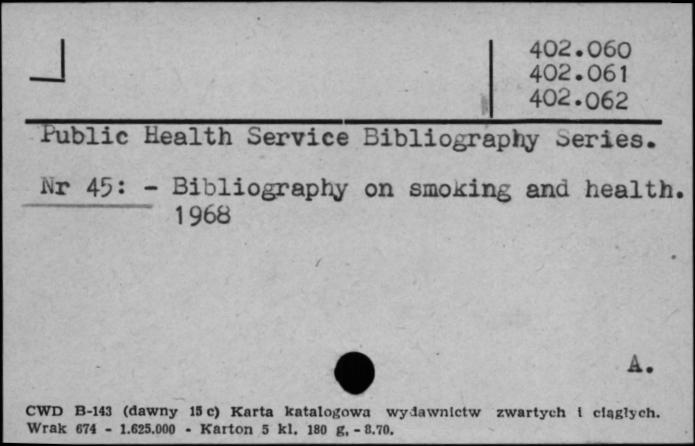 402.060
402.061
402.062
Public Health Service Bibliography Series.
Nr 45: - Bibliography on smoking and health.
1968
A.
CWD B-143 (dawny 15 c) Karta katalogowa wydawnictw zwartych i ciągłych.
Wrak 674 - 1.625.000 - Karton 5 kl. 180 g. - 8.70.